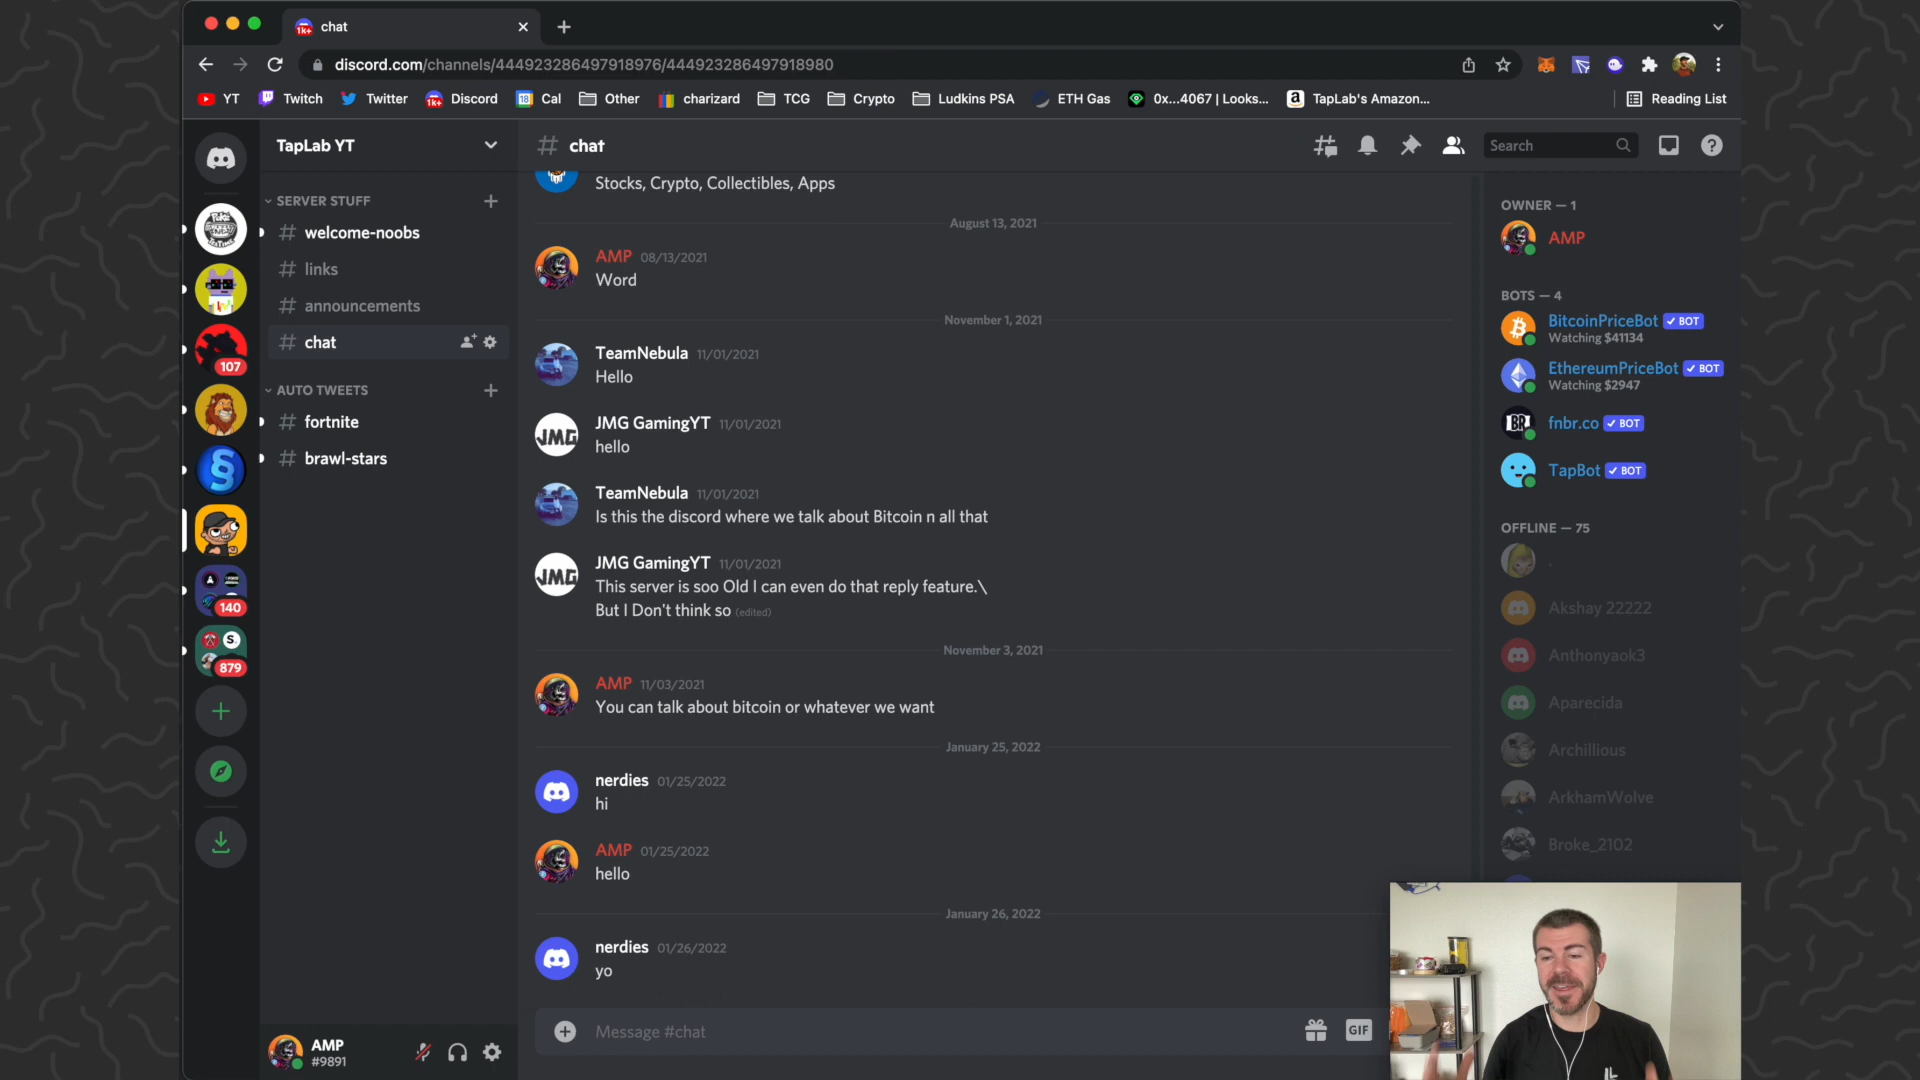 1K+ chat
discord.com/channels/444923286497918976/444923286497918980
YT Twitch Twitter 1K+ Discord 18 Cal Other charizard TCG Crypto Ludkins PSA ETH Gas 0x...4067 | Looks... a TapLab's Amazon... Reading List
TapLab YT
SERVER STUFF
welcome-noobs
links
announcements
chat
AUTO TWEETS
fortnite
brawl-stars
107
140
879
AMP
#9891
# chat
Search
Stocks, Crypto, Collectibles, Apps
August 13, 2021
AMP 08/13/2021
Word
November 1, 2021
TeamNebula 11/01/2021
Hello
JMG
JMG GamingYT 11/01/2021
hello
TeamNebula 11/01/2021
Is this the discord where we talk about Bitcoin n all that
JMG
JMG GamingYT 11/01/2021
This server is soo Old I can even do that reply feature.\
But I Don't think so (edited)
November 3, 2021
AMP 11/03/2021
You can talk about bitcoin or whatever we want
January 25, 2022
nerdies 01/25/2022
hi
AMP 01/25/2022
hello
January 26, 2022
nerdies 01/26/2022
yo
Message #chat
GIF
OWNER — 1
AMP
BOTS — 4
BitcoinPriceBot BOT
Watching $41134
EthereumPriceBot BOT
Watching $2947
BR
fnbr.co BOT
TapBot BOT
OFFLINE — 75
.
Akshay 22222
Anthonyaok3
Aparecida
Archillious
ArkhamWolve
Broke_2102